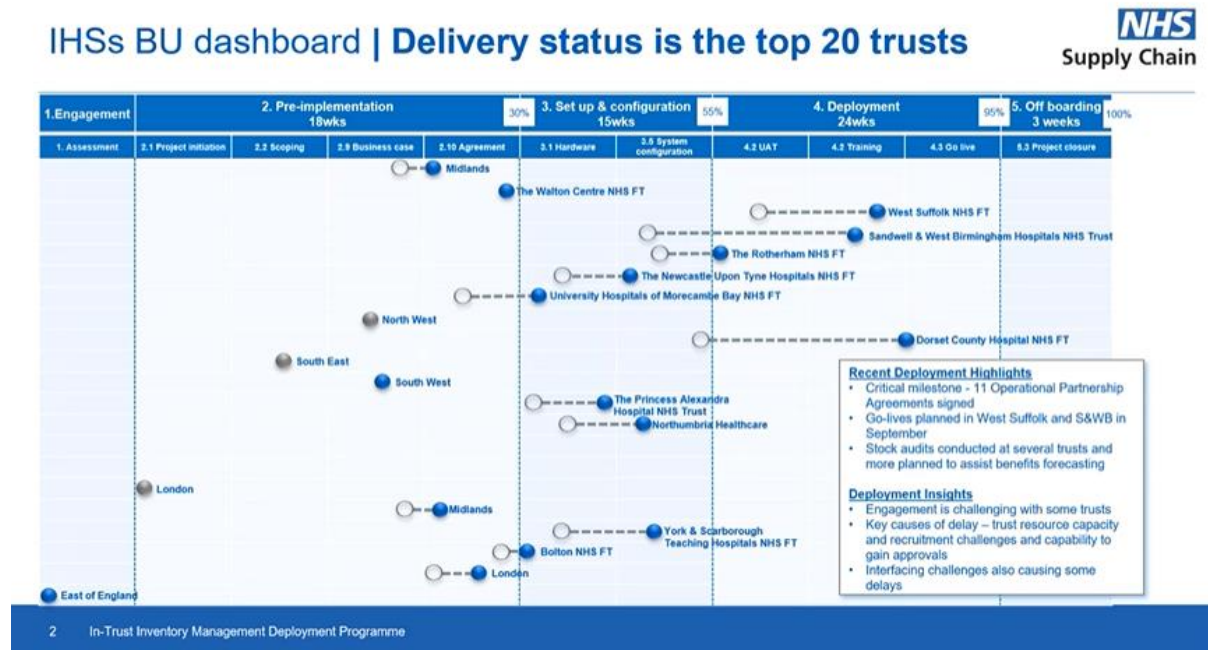 IHSs BU dashboard | Delivery status is the top 20 trusts
NHS
Supply Chain
1.Engagement
2. Pre-implementation
18wks
30%
3. Set up & configuration
15wks
55%
4. Deployment
24wks
95%
5. Off boarding
3 weeks
100%
1. Assessment
2.1 Project initiation
2.2 Scoping
2.9 Business case
2.10 Agreement
3.1 Hardware
3.5 System
configuration
4.2 UAT
4.2 Training
4.3 Go live
5.3 Project closure
Midlands
The Walton Centre NHS FT
West Suffolk NHS FT
Sandwell & West Birmingham Hospitals NHS Trust
The Rotherham NHS FT
The Newcastle Upon Tyne Hospitals NHS FT
University Hospitals of Morecambe Bay NHS FT
North West
Dorset County Hospital NHS FT
South East
South West
The Princess Alexandra
Hospital NHS Trust
Northumbria Healthcare
London
Midlands
York & Scarborough
Teaching Hospitals NHS FT
Bolton NHS FT
London
East of England
Recent Deployment Highlights
• Critical milestone - 11 Operational Partnership
Agreements signed
• Go-lives planned in West Suffolk and S&WB in
September
• Stock audits conducted at several trusts and
more planned to assist benefits forecasting
Deployment Insights
• Engagement is challenging with some trusts
• Key causes of delay – trust resource capacity
and recruitment challenges and capability to
gain approvals
• Interfacing challenges also causing some
delays
2 In-Trust Inventory Management Deployment Programme